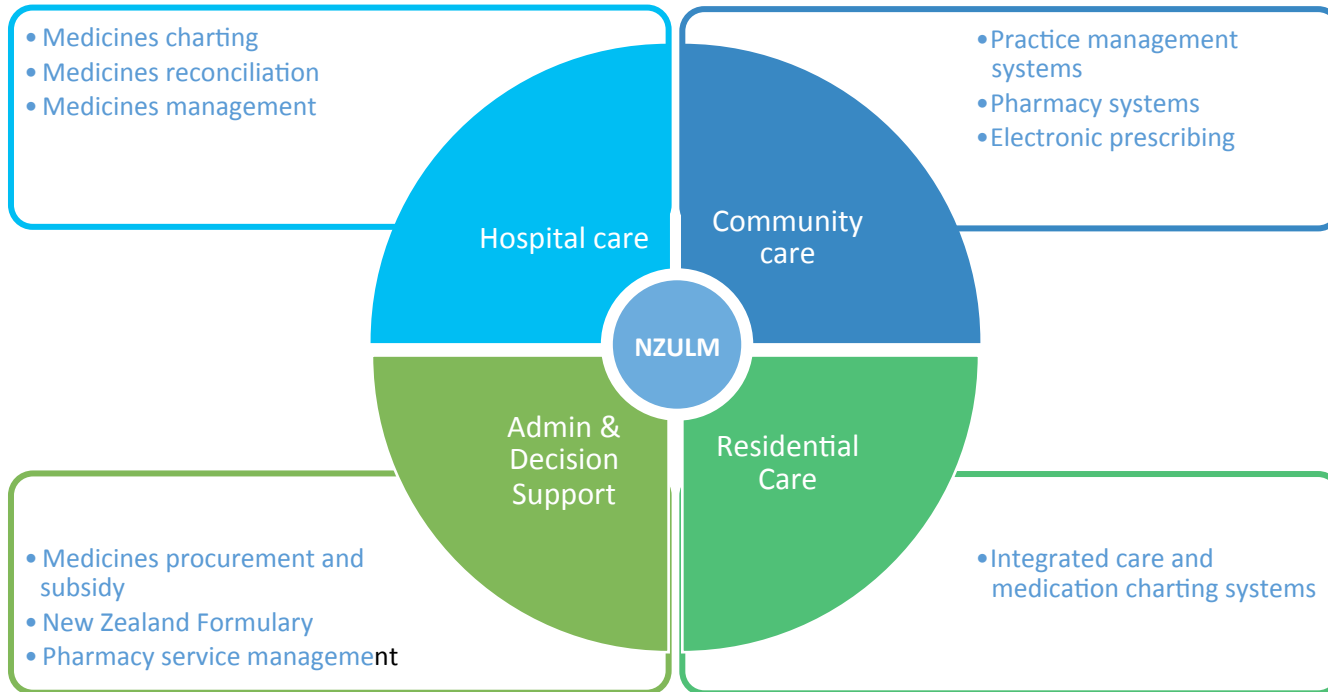 • Medicines charting
• Medicines reconciliation
• Medicines management
•Practice management
systems
•Pharmacy systems
•Electronic prescribing
Hospital care
Community
care
NZULM
Admin &
Decision
Support
Residential
Care
• Medicines procurement and
subsidy
• New Zealand Formulary
• Pharmacy service management
•Integrated care and
medication charting systems